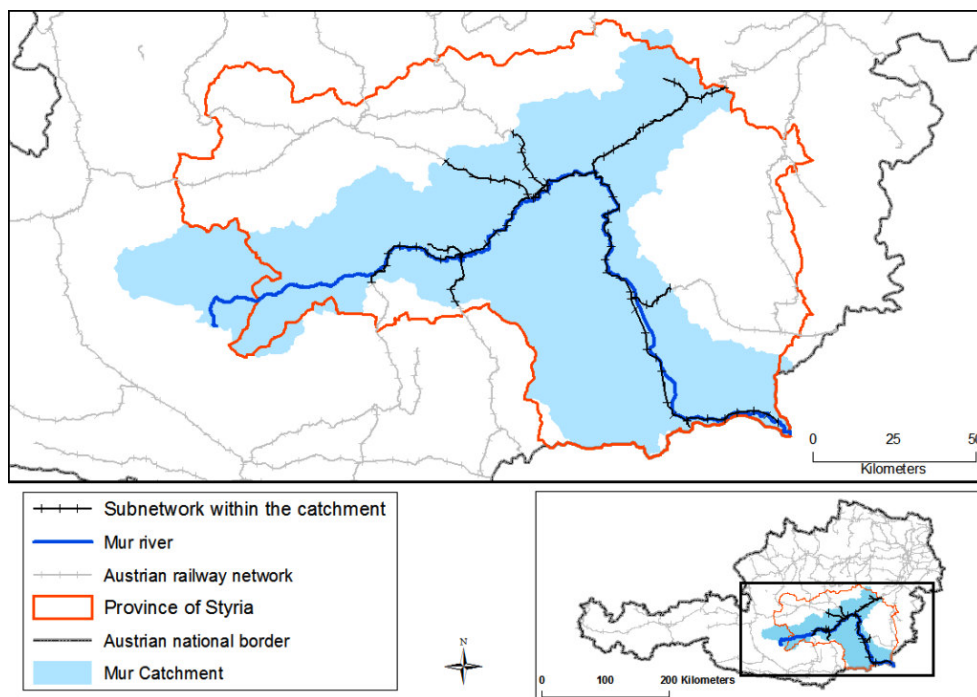 0 25 50
Kilometers
Subnetwork within the catchment
Mur river
Austrian railway network
Province of Styria
Austrian national border
Mur Catchment
N
0 100 200 Kilometers